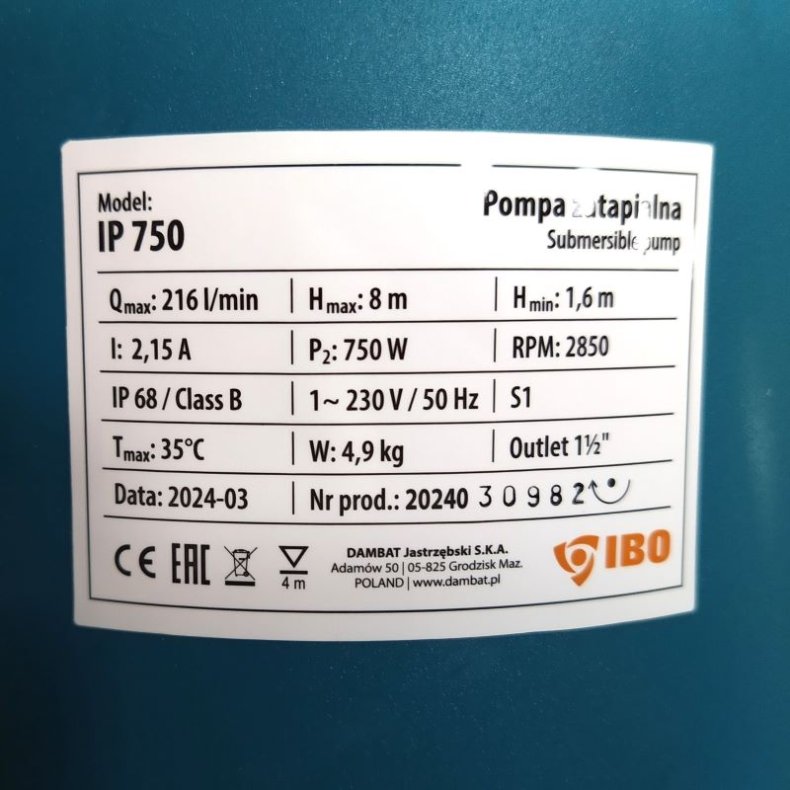 Model:
IP 750
Pompa zatapialna
Submersible pump
Qmax: 216 l/min | Hmax: 8 m | Hmin: 1,6 m
I: 2,15 A | P2: 750 W | RPM: 2850
IP 68 / Class B | 1~ 230 V / 50 Hz | S1
Tmax: 35°C | W: 4,9 kg | Outlet 1½"
Data: 2024-03 | Nr prod.: 20240 30982
CE EAC
4 m
DAMBAT Jastrzębski S.K.A.
Adamów 50 | 05-825 Grodzisk Maz.
POLAND | www.dambat.pl
IBO